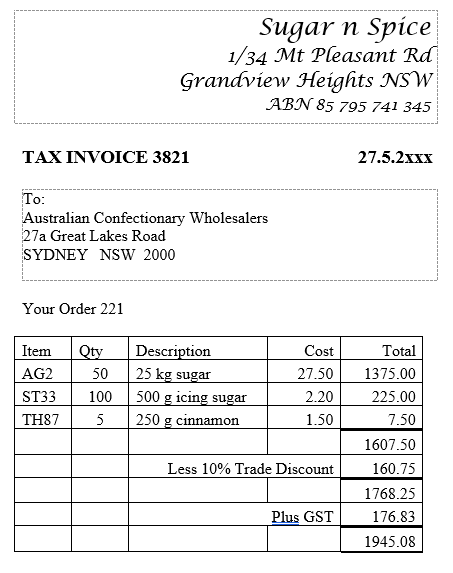 Sugar n Spice
1/34 Mt Pleasant Rd
Grandview Heights NSW
ABN 85 795 741 345
TAX INVOICE 3821 27.5.2xxx
To:
Australian Confectionary Wholesalers
27a Great Lakes Road
SYDNEY NSW 2000
Your Order 221
Item Qty Description Cost Total
AG2 50 25 kg sugar 27.50 1375.00
ST33 100 500 g icing sugar 2.20 225.00
TH87 5 250 g cinnamon 1.50 7.50
1607.50
Less 10% Trade Discount 160.75
1768.25
Plus GST 176.83
1945.08